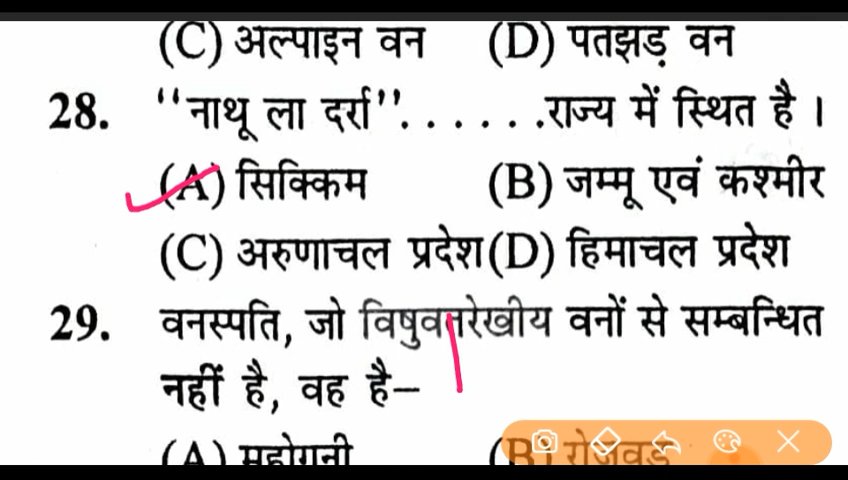 (C) अल्पाइन वन (D) पतझड़ वन
28. “नाथू ला दर्रा”.......राज्य में स्थित है ।
(A) सिक्किम (B) जम्मू एवं कश्मीर
(C) अरुणाचल प्रदेश (D) हिमाचल प्रदेश
29. वनस्पति, जो विषुवतरेखीय वनों से सम्बन्धित
नहीं है, वह है–
(A) महोगनी (B) रोजवुड